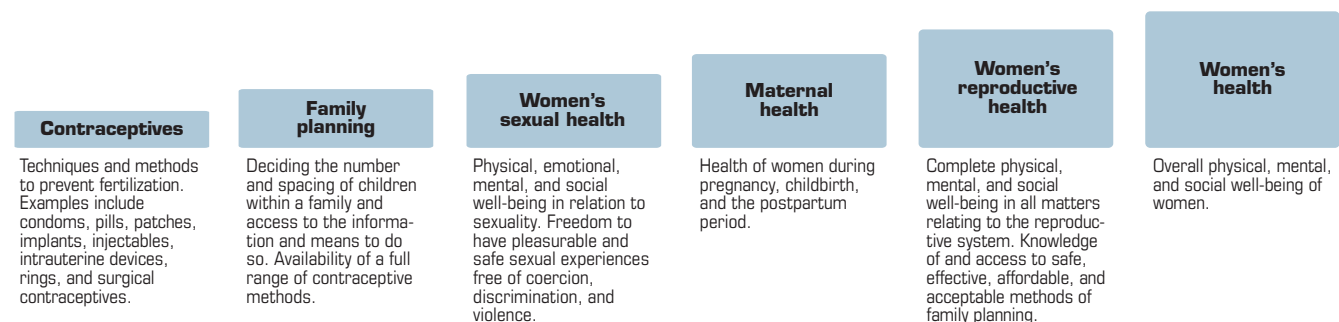 Contraceptives
Techniques and methods
to prevent fertilization.
Examples include
condoms, pills, patches,
implants, injectables,
intrauterine devices,
rings, and surgical
contraceptives.
Family
planning
Deciding the number
and spacing of children
within a family and
access to the informa-
tion and means to do
so. Availability of a full
range of contraceptive
methods.
Women's
sexual health
Physical, emotional,
mental, and social
well-being in relation to
sexuality. Freedom to
have pleasurable and
safe sexual experiences
free of coercion,
discrimination, and
violence.
Maternal
health
Health of women during
pregnancy, childbirth,
and the postpartum
period.
Women's
reproductive
health
Complete physical,
mental, and social
well-being in all matters
relating to the reproduc-
tive system. Knowledge
of and access to safe,
effective, affordable, and
acceptable methods of
family planning.
Women's
health
Overall physical, mental,
and social well-being of
women.